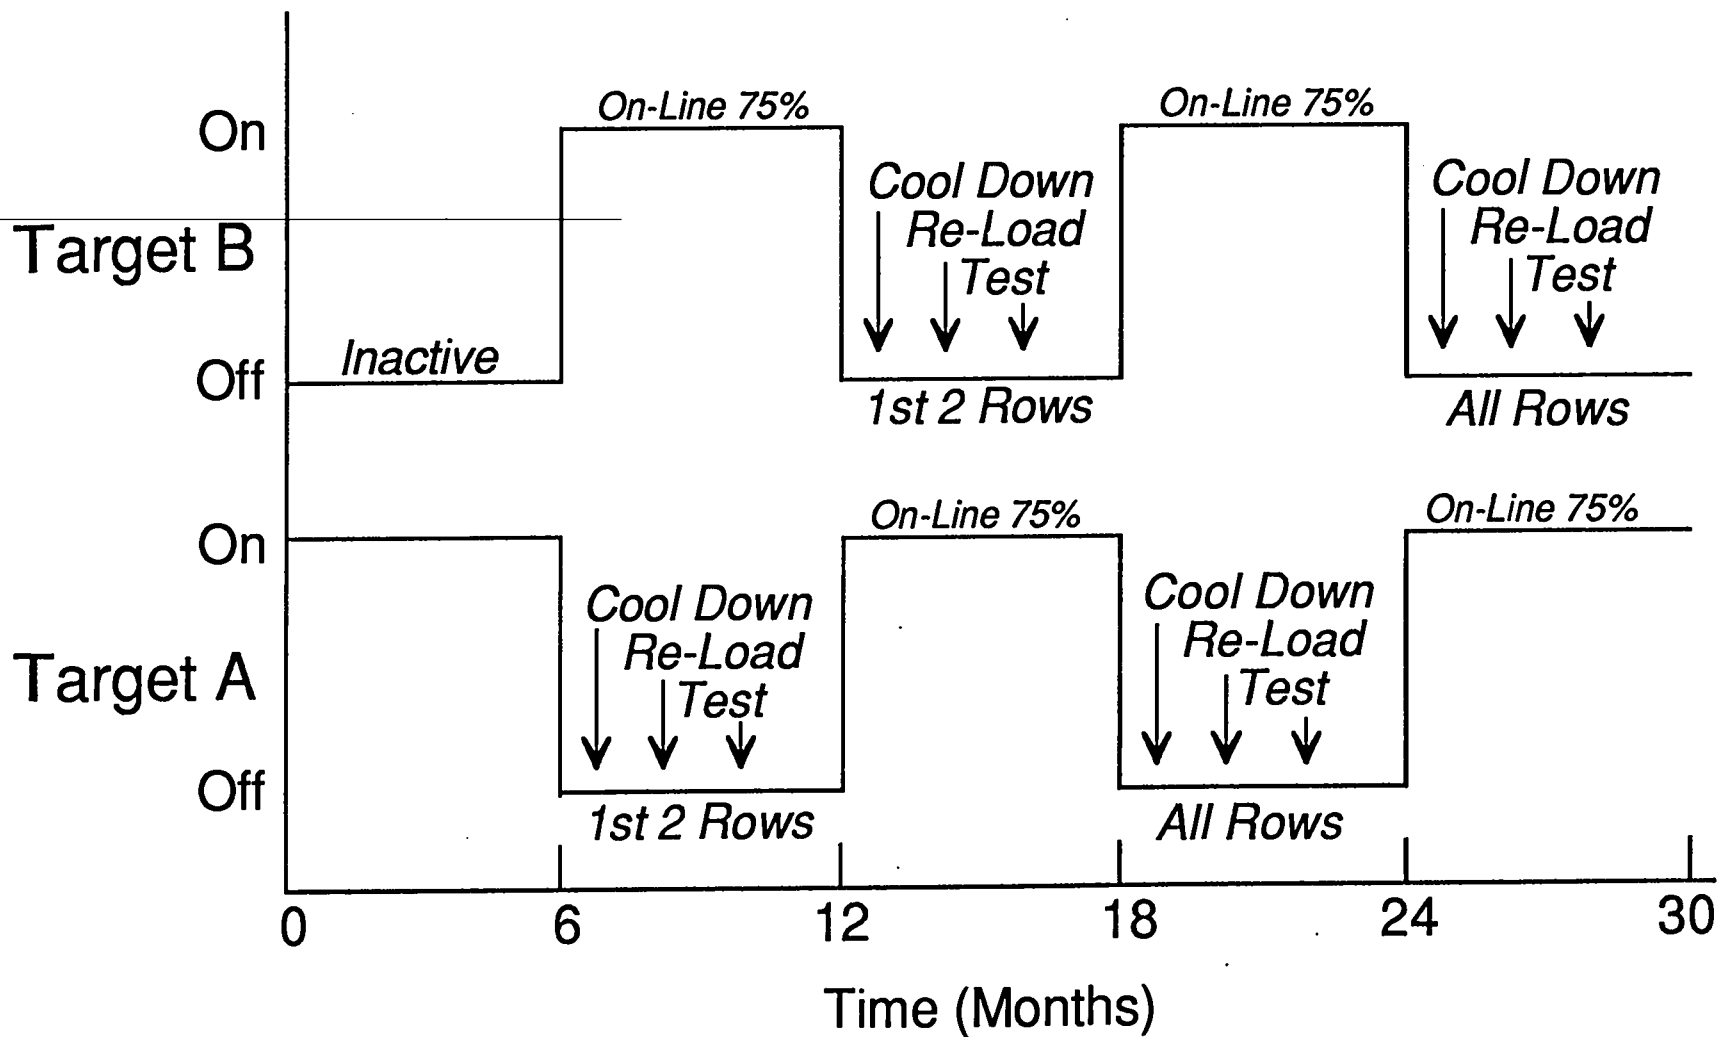 On-Line 75%
On-Line 75%
On
Cool Down
Re-Load
Test
Cool Down
Re-Load
Test
Target B
Inactive
Off
1st 2 Rows
All Rows
On-Line 75%
On-Line 75%
On
Cool Down
Re-Load
Test
Cool Down
Re-Load
Test
Target A
Off
1st 2 Rows
All Rows
0 6 12 18 24 30
Time (Months)